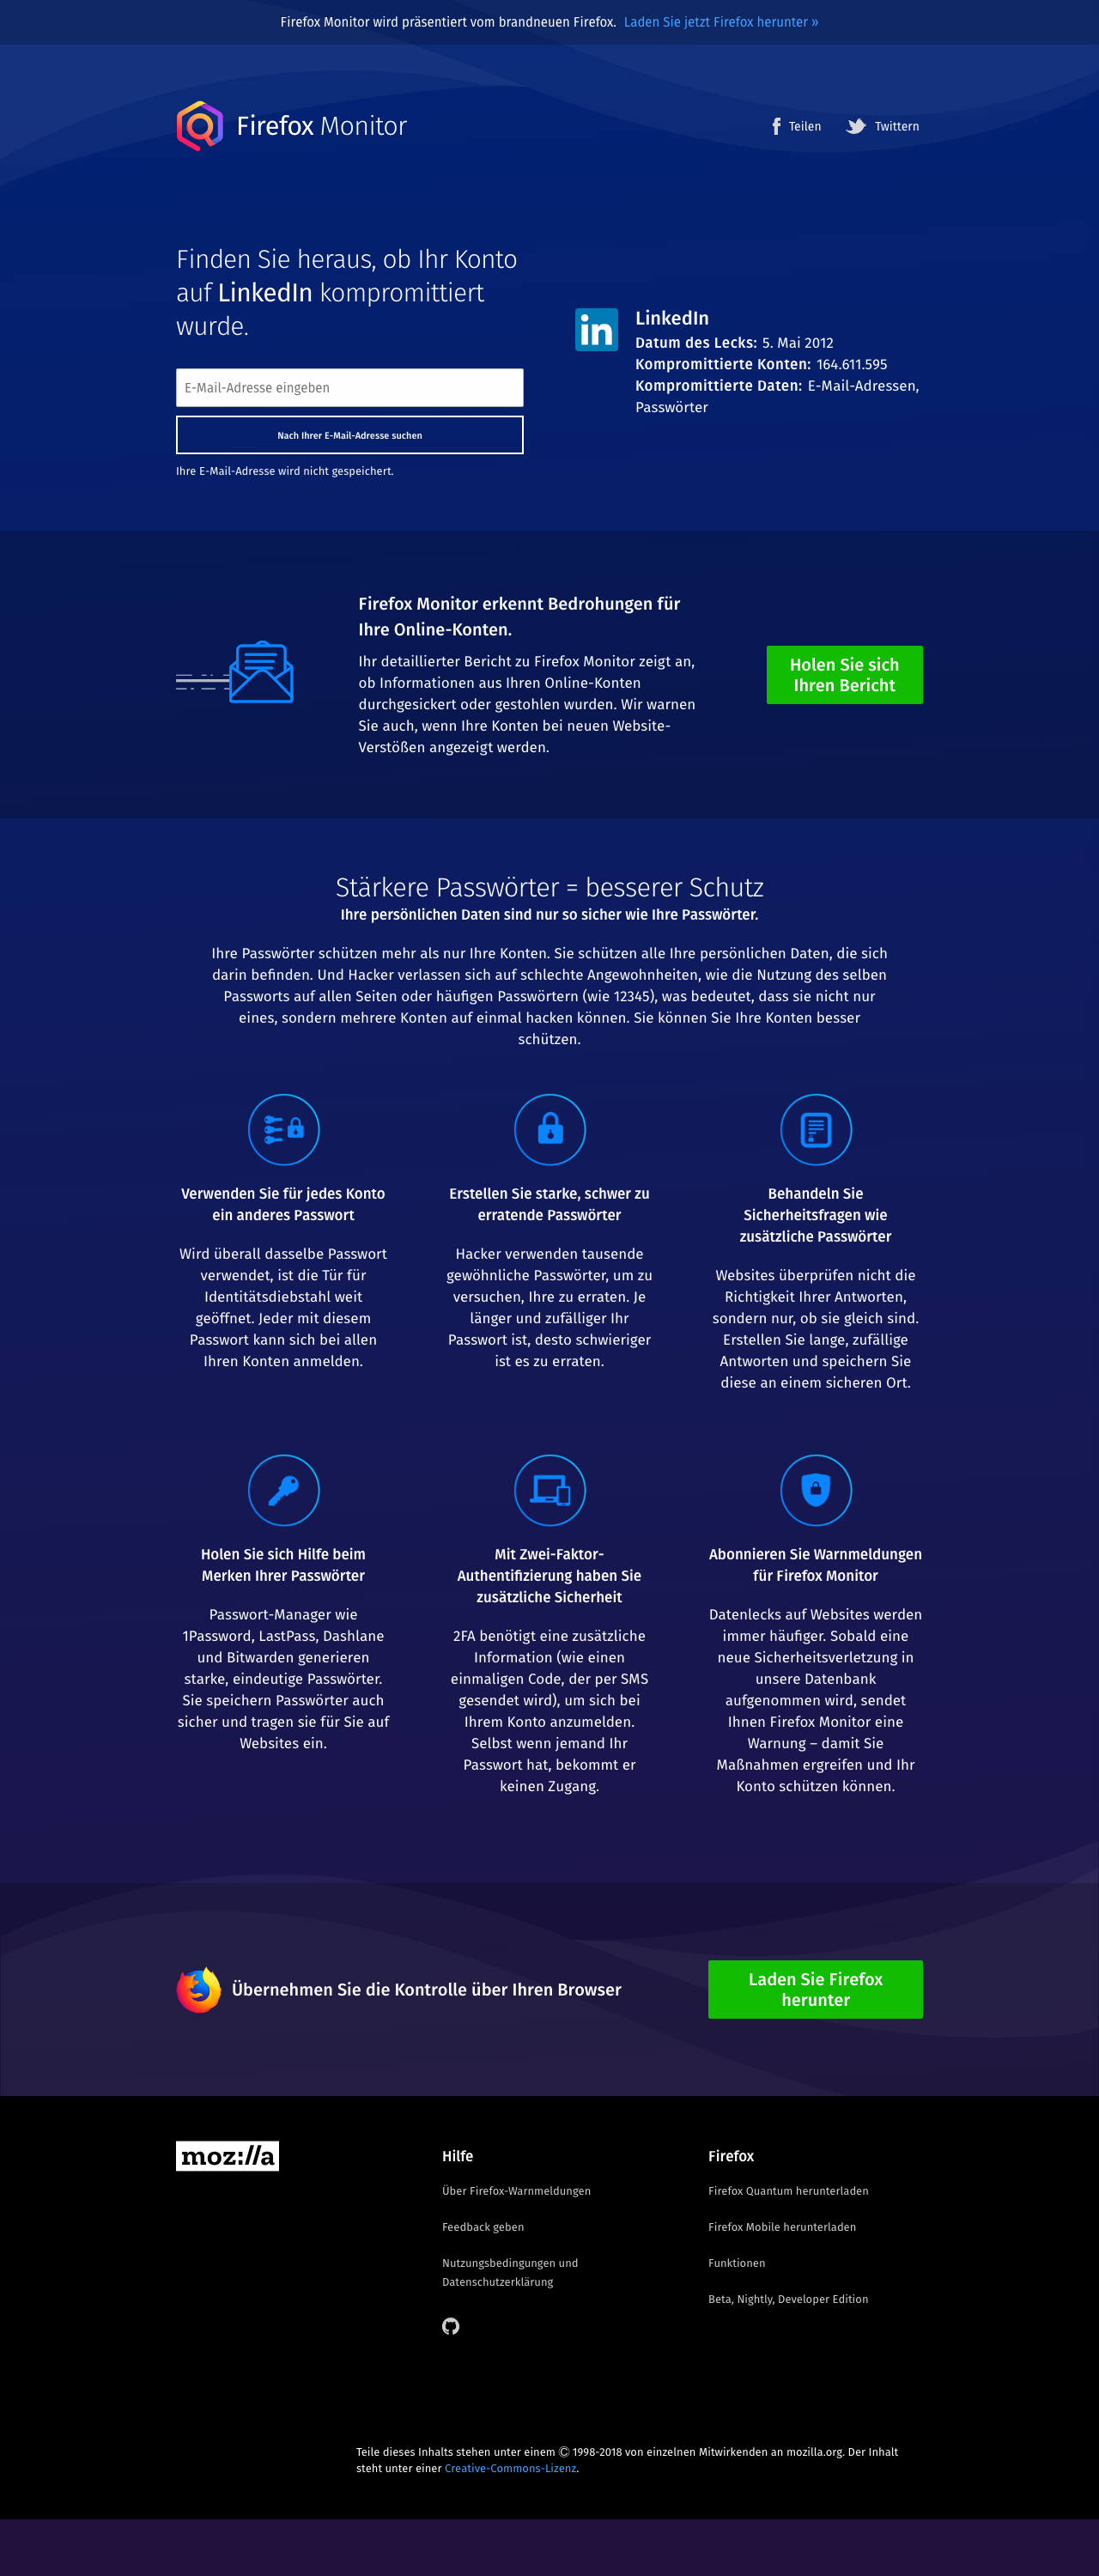 Firefox Monitor wird präsentiert vom brandneuen Firefox. Laden Sie jetzt Firefox herunter »
Firefox Monitor
Teilen
Twittern
Finden Sie heraus, ob Ihr Konto
auf LinkedIn kompromittiert
wurde.
E-Mail-Adresse eingeben
Nach Ihrer E-Mail-Adresse suchen
Ihre E-Mail-Adresse wird nicht gespeichert.
in
LinkedIn
Datum des Lecks: 5. Mai 2012
Kompromittierte Konten: 164.611.595
Kompromittierte Daten: E-Mail-Adressen,
Passwörter
Firefox Monitor erkennt Bedrohungen für
Ihre Online-Konten.
Ihr detaillierter Bericht zu Firefox Monitor zeigt an,
ob Informationen aus Ihren Online-Konten
durchgesickert oder gestohlen wurden. Wir warnen
Sie auch, wenn Ihre Konten bei neuen Website-
Verstößen angezeigt werden.
Holen Sie sich
Ihren Bericht
Stärkere Passwörter = besserer Schutz
Ihre persönlichen Daten sind nur so sicher wie Ihre Passwörter.
Ihre Passwörter schützen mehr als nur Ihre Konten. Sie schützen alle Ihre persönlichen Daten, die sich
darin befinden. Und Hacker verlassen sich auf schlechte Angewohnheiten, wie die Nutzung des selben
Passworts auf allen Seiten oder häufigen Passwörtern (wie 12345), was bedeutet, dass sie nicht nur
eines, sondern mehrere Konten auf einmal hacken können. Sie können Sie Ihre Konten besser
schützen.
Verwenden Sie für jedes Konto
ein anderes Passwort
Wird überall dasselbe Passwort
verwendet, ist die Tür für
Identitätsdiebstahl weit
geöffnet. Jeder mit diesem
Passwort kann sich bei allen
Ihren Konten anmelden.
Erstellen Sie starke, schwer zu
erratende Passwörter
Hacker verwenden tausende
gewöhnliche Passwörter, um zu
versuchen, Ihre zu erraten. Je
länger und zufälliger Ihr
Passwort ist, desto schwieriger
ist es zu erraten.
Behandeln Sie
Sicherheitsfragen wie
zusätzliche Passwörter
Websites überprüfen nicht die
Richtigkeit Ihrer Antworten,
sondern nur, ob sie gleich sind.
Erstellen Sie lange, zufällige
Antworten und speichern Sie
diese an einem sicheren Ort.
Holen Sie sich Hilfe beim
Merken Ihrer Passwörter
Passwort-Manager wie
1Password, LastPass, Dashlane
und Bitwarden generieren
starke, eindeutige Passwörter.
Sie speichern Passwörter auch
sicher und tragen sie für Sie auf
Websites ein.
Mit Zwei-Faktor-
Authentifizierung haben Sie
zusätzliche Sicherheit
2FA benötigt eine zusätzliche
Information (wie einen
einmaligen Code, der per SMS
gesendet wird), um sich bei
Ihrem Konto anzumelden.
Selbst wenn jemand Ihr
Passwort hat, bekommt er
keinen Zugang.
Abonnieren Sie Warnmeldungen
für Firefox Monitor
Datenlecks auf Websites werden
immer häufiger. Sobald eine
neue Sicherheitsverletzung in
unsere Datenbank
aufgenommen wird, sendet
Ihnen Firefox Monitor eine
Warnung – damit Sie
Maßnahmen ergreifen und Ihr
Konto schützen können.
Übernehmen Sie die Kontrolle über Ihren Browser
Laden Sie Firefox
herunter
moz://a
Hilfe
Über Firefox-Warnmeldungen
Feedback geben
Nutzungsbedingungen und
Datenschutzerklärung
Firefox
Firefox Quantum herunterladen
Firefox Mobile herunterladen
Funktionen
Beta, Nightly, Developer Edition
Teile dieses Inhalts stehen unter einem © 1998-2018 von einzelnen Mitwirkenden an mozilla.org. Der Inhalt
steht unter einer Creative-Commons-Lizenz.